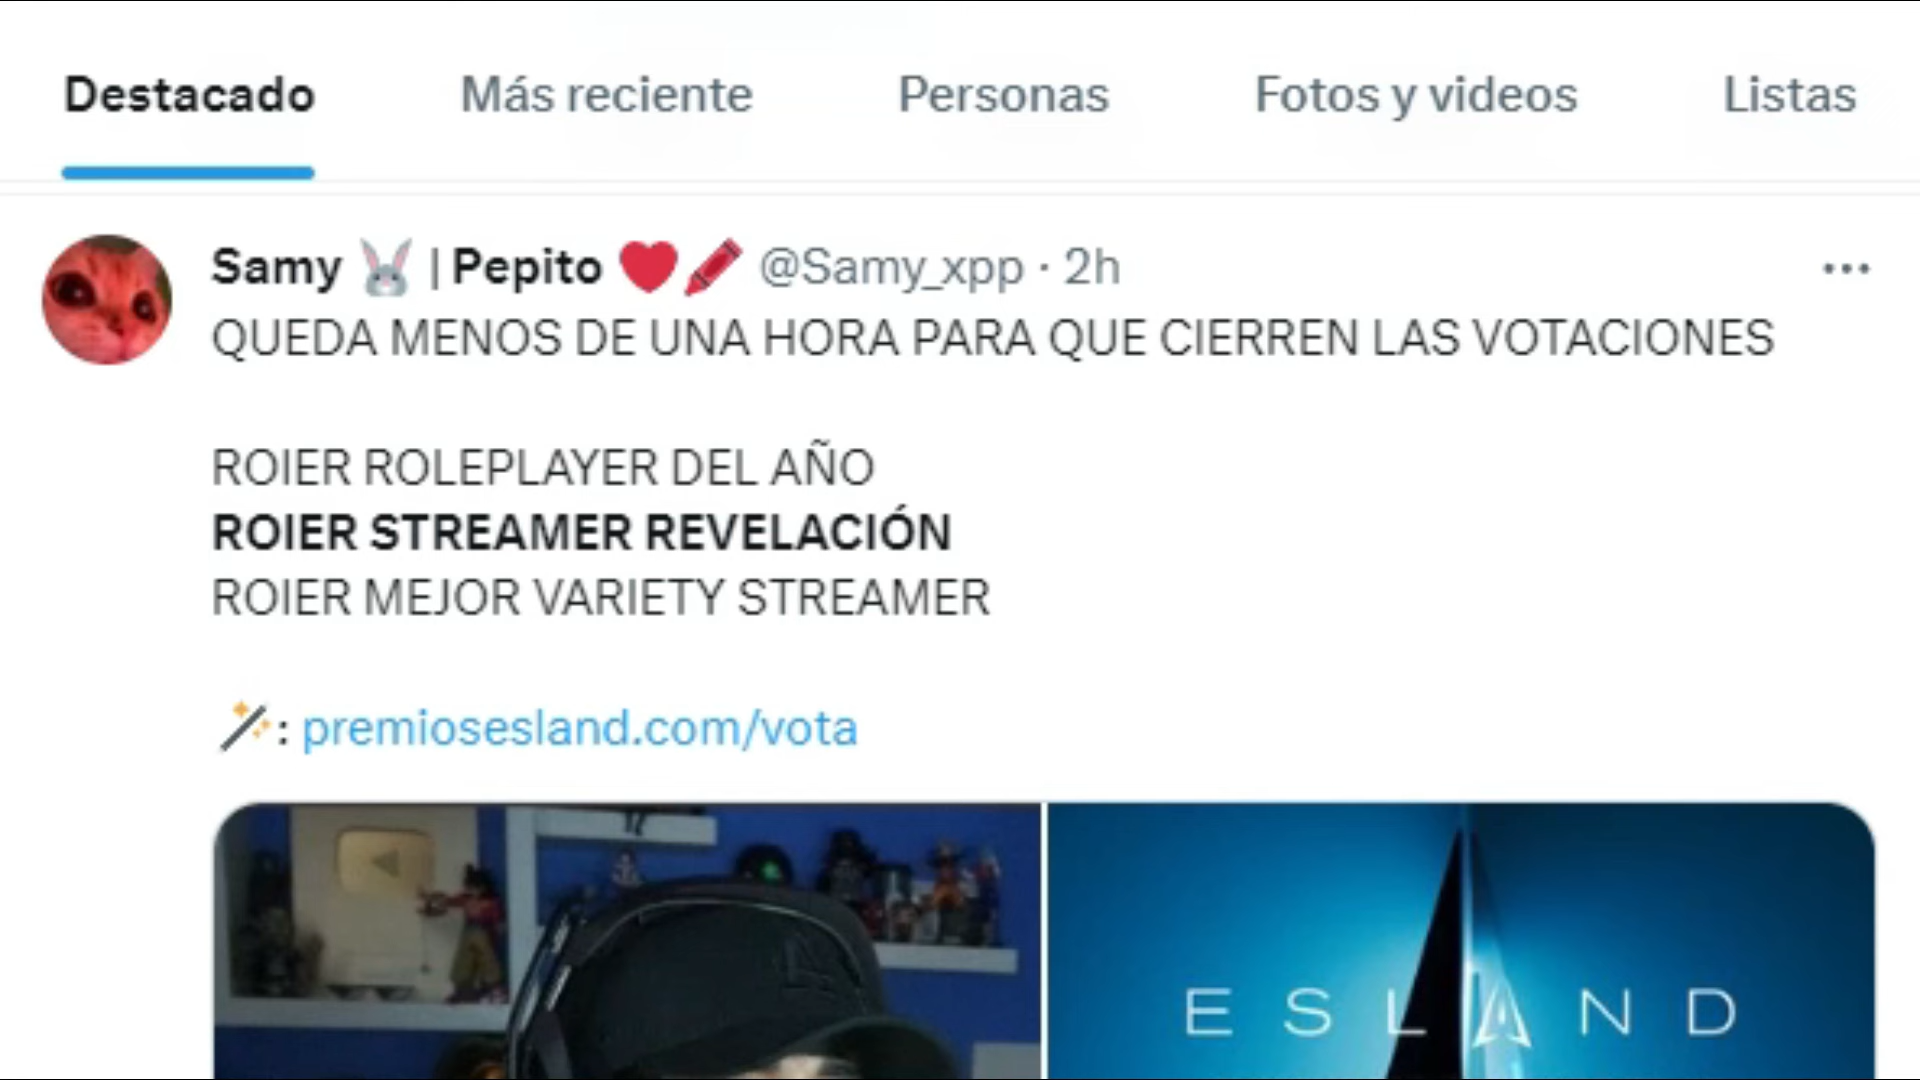 Destacado Más reciente Personas Fotos y videos Listas
Samy 🐰 | Pepito ❤️🖍️ @Samy_xpp · 2h
QUEDA MENOS DE UNA HORA PARA QUE CIERREN LAS VOTACIONES
ROIER ROLEPLAYER DEL AÑO
ROIER STREAMER REVELACIÓN
ROIER MEJOR VARIETY STREAMER
🪄: premiosesland.com/vota
ESLAND